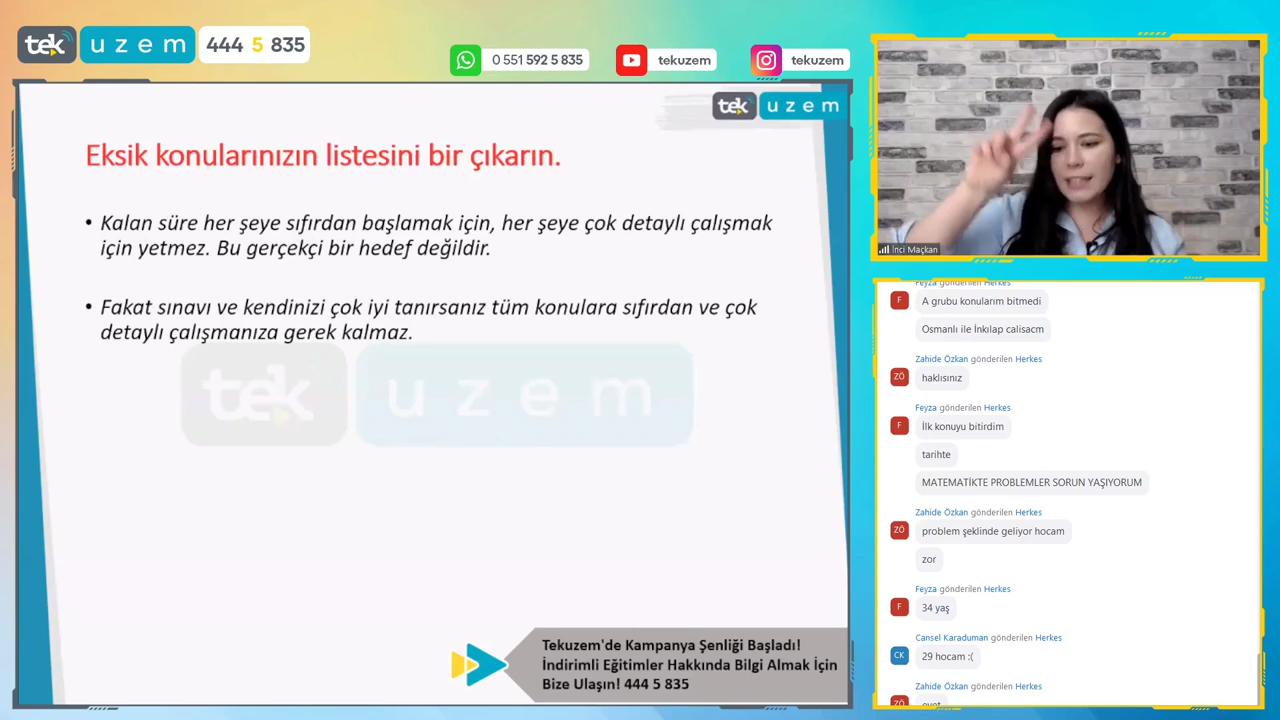 tek uzem 444 5 835
0 551 592 5 835
tekuzem
tekuzem
tek uzem
Eksik konularınızın listesini bir çıkarın.
• Kalan süre her şeye sıfırdan başlamak için, her şeye çok detaylı çalışmak
için yetmez. Bu gerçekçi bir hedef değildir.
• Fakat sınavı ve kendinizi çok iyi tanırsanız tüm konulara sıfırdan ve çok
detaylı çalışmanıza gerek kalmaz.
tek uzem
Tekuzem'de Kampanya Şenliği Başladı!
İndirimli Eğitimler Hakkında Bilgi Almak İçin
Bize Ulaşın! 444 5 835
İnci Maçkan
Feyza gönderilen Herkes
F
A grubu konularım bitmedi
Osmanlı ile İnkılap calisacm
Zahide Özkan gönderilen Herkes
ZÖ
haklısınız
Feyza gönderilen Herkes
F
İlk konuyu bitirdim
tarihte
MATEMATİKTE PROBLEMLER SORUN YAŞIYORUM
Zahide Özkan gönderilen Herkes
ZÖ
problem şeklinde geliyor hocam
zor
Feyza gönderilen Herkes
F
34 yaş
Cansel Karaduman gönderilen Herkes
CK
29 hocam :(
Zahide Özkan gönderilen Herkes
ZÖ
evet